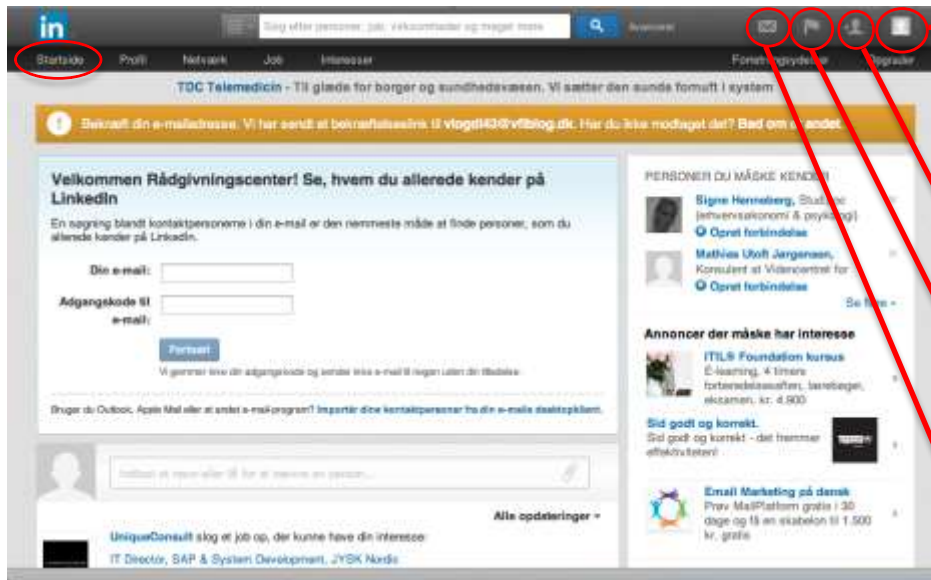 in
Søg efter personer, job, virksomheder og meget mere
Avanceret
Startside Profil Netværk Job Interesser
Forretningsydelser Opgrader
TDC Telemedicin - Til glæde for borger og sundhedsvæsen. Vi sætter den sunde fornuft i system
Bekræft din e-mailadresse. Vi har sendt et bekræftelseslink til Har du ikke modtaget det? Bed om et andet.
Velkommen Rådgivningscenter! Se, hvem du allerede kender på
LinkedIn
En søgning blandt kontaktpersonerne i din e-mail er den nemmeste måde at finde personer, som du
allerede kender på LinkedIn.
Din e-mail:
Adgangskode til
e-mail:
Fortsæt
Vi gemmer ikke din adgangskode og sender ikke e-mail til nogen uden din tilladelse.
Bruger du Outlook, Apple Mail eller et andet e-mail-program? Importér dine kontaktpersoner fra din e-mails desktopklient.
Alle opdateringer
UniqueConsult slog et job op, der kunne have din interesse:
IT Director, SAP & System Development, JYSK Nordic
PERSONER DU MÅSKE KENDER
Signe Henneberg,
(erhvervsøkonomi & psykologi)
Opret forbindelse
Mathias Utoft Jørgensen,
Konsulent at Videncentret for
Opret forbindelse
Se flere »
Annoncer der måske har interesse
ITIL® Foundation kursus
E-learning, 4 timers
forberedelsesaften, lærebøger,
eksamen. kr. 4.900
Sid godt og korrekt.
Sid godt og korrekt - det fremmer
effektiviteten!
Email Marketing på dansk
Prøv MailPlatform gratis i 30
dage og få en skabelon til 1.500
kr. gratis